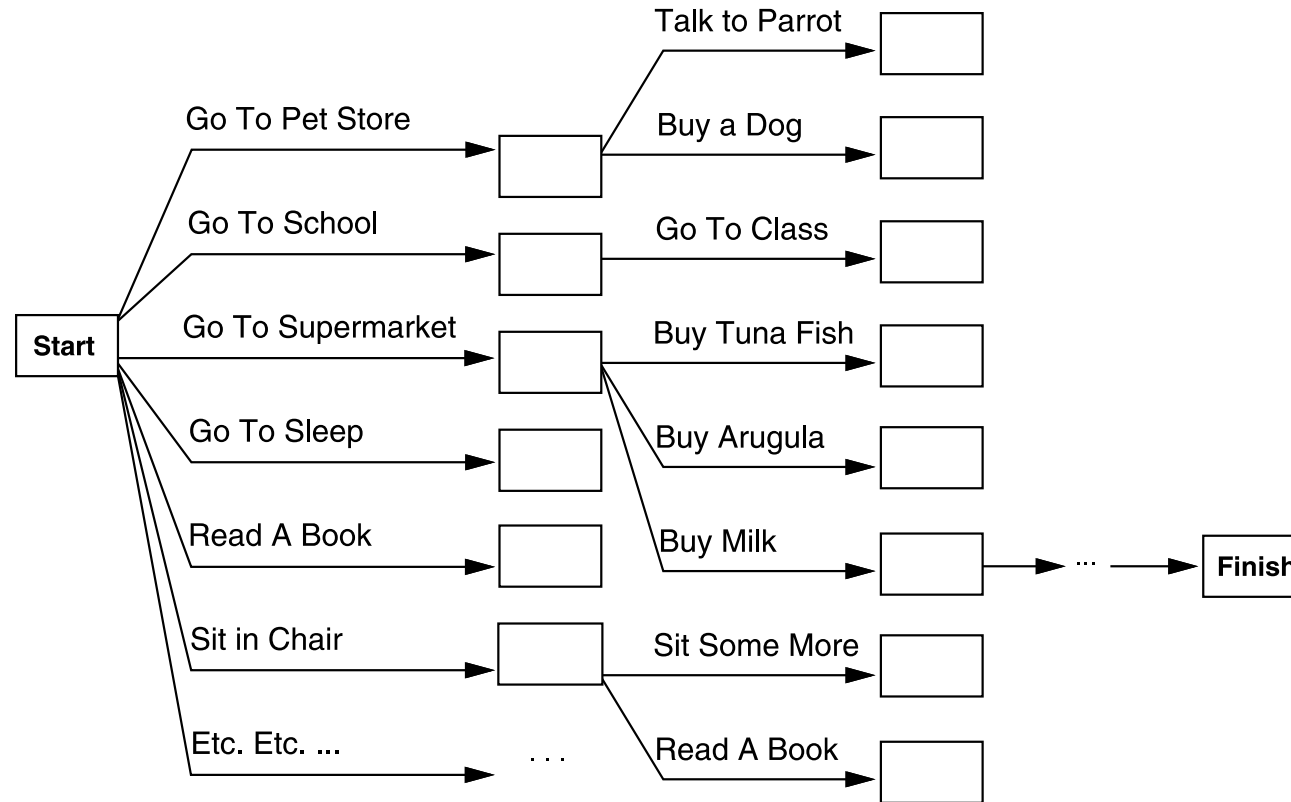 Talk to Parrot
Go To Pet Store
Buy a Dog
Go To School
Go To Class
Start
Go To Supermarket
Buy Tuna Fish
Go To Sleep
Buy Arugula
Read A Book
Buy Milk
...
Finish
Sit in Chair
Sit Some More
Etc. Etc. ...
. . .
Read A Book